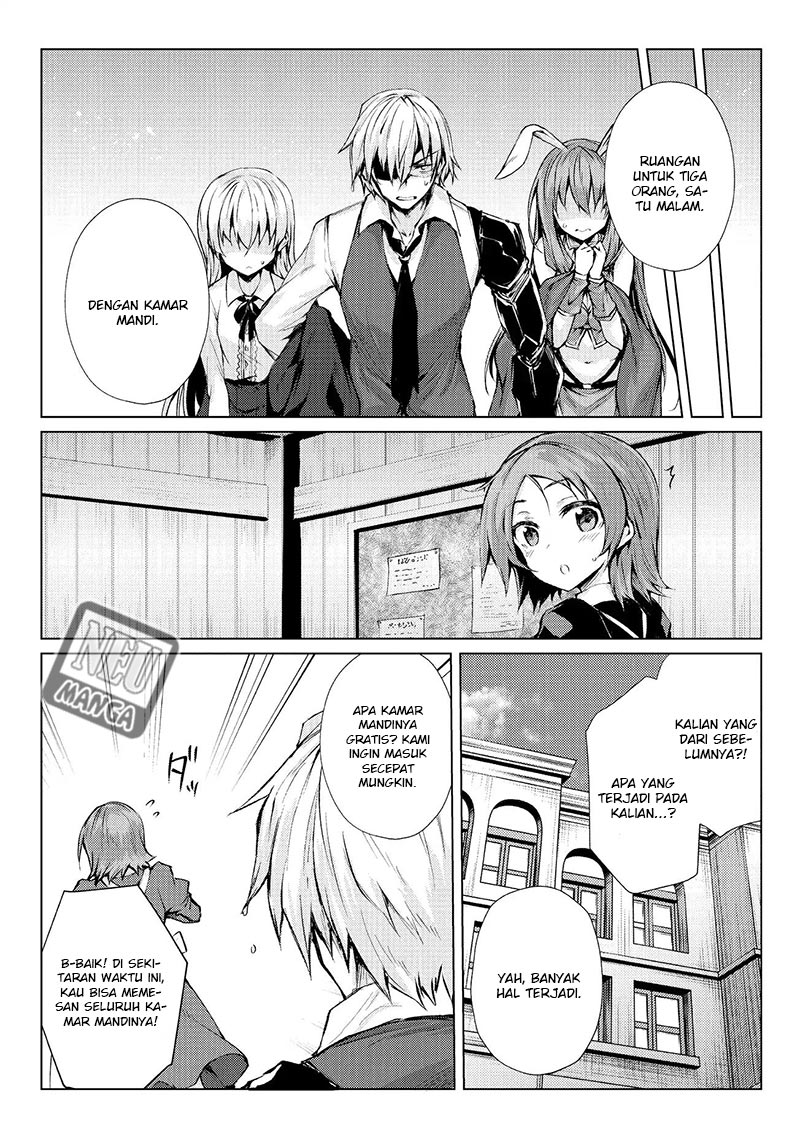 RUANGAN
UNTUK TIGA
ORANG, SA-
TU MALAM.
DENGAN KAMAR
MANDI.
KALIAN YANG
DARI SEBE-
LUMNYA?!
APA YANG
TERJADI PADA
KALIAN...?
YAH, BANYAK
HAL TERJADI.
APA KAMAR
MANDINYA
GRATIS? KAMI
INGIN MASUK
SECEPAT
MUNGKIN.
B-BAIK! DI SEKI-
TARAN WAKTU INI,
KAU BISA MEME-
SAN SELURUH KA-
MAR MANDINYA!
NEU
MANGA